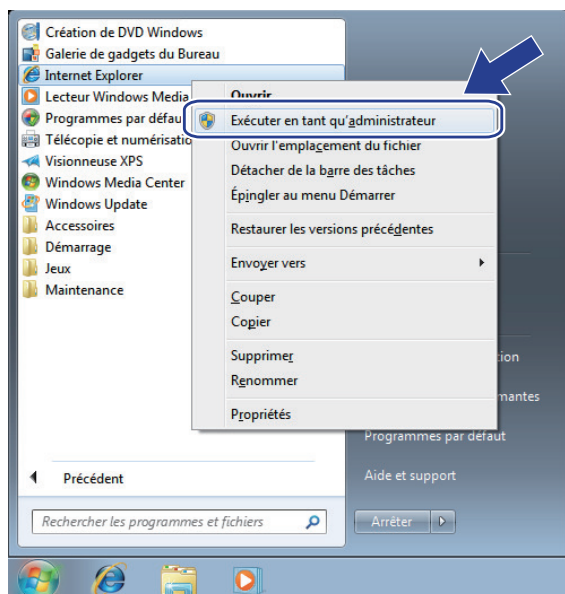 Création de DVD Windows
Galerie de gadgets du Bureau
Internet Explorer
Lecteur Windows Media
Programmes par défau
Télécopie et numérisatio
Visionneuse XPS
Windows Media Center
Windows Update
Accessoires
Démarrage
Jeux
Maintenance
Précédent
Rechercher les programmes et fichiers
Ouvrir
Exécuter en tant qu'administrateur
Ouvrir l'emplacement du fichier
Détacher de la barre des tâches
Épingler au menu Démarrer
Restaurer les versions précédentes
Envoyer vers
Couper
Copier
Supprimer
Renommer
Propriétés
tion
mantes
Programmes par défaut
Aide et support
Arrêter